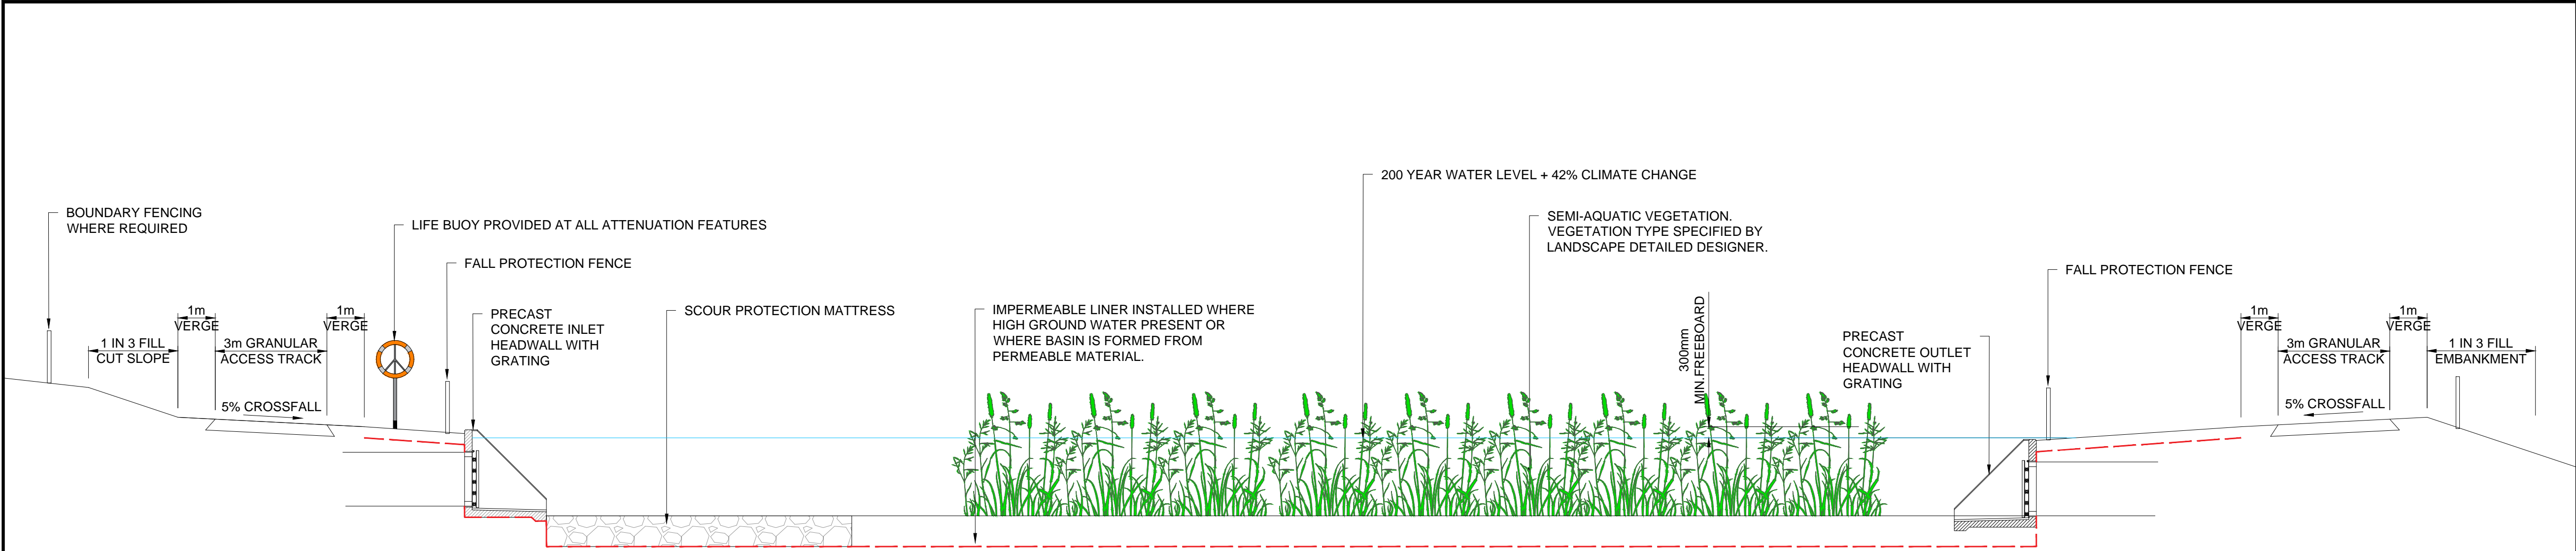 200 YEAR WATER LEVEL + 42% CLIMATE CHANGE
BOUNDARY FENCING
WHERE REQUIRED
LIFE BUOY PROVIDED AT ALL ATTENUATION FEATURES
SEMI-AQUATIC VEGETATION.
VEGETATION TYPE SPECIFIED BY
LANDSCAPE DETAILED DESIGNER.
FALL PROTECTION FENCE
FALL PROTECTION FENCE
1m
VERGE
1m
VERGE
1 IN 3 FILL
CUT SLOPE
3m GRANULAR
ACCESS TRACK
5% CROSSFALL
PRECAST
CONCRETE INLET
HEADWALL WITH
GRATING
SCOUR PROTECTION MATTRESS
IMPERMEABLE LINER INSTALLED WHERE
HIGH GROUND WATER PRESENT OR
WHERE BASIN IS FORMED FROM
PERMEABLE MATERIAL.
300mm
MIN.FREEBOARD
PRECAST
CONCRETE OUTLET
HEADWALL WITH
GRATING
1m
VERGE
1m
VERGE
3m GRANULAR
ACCESS TRACK
1 IN 3 FILL
EMBANKMENT
5% CROSSFALL